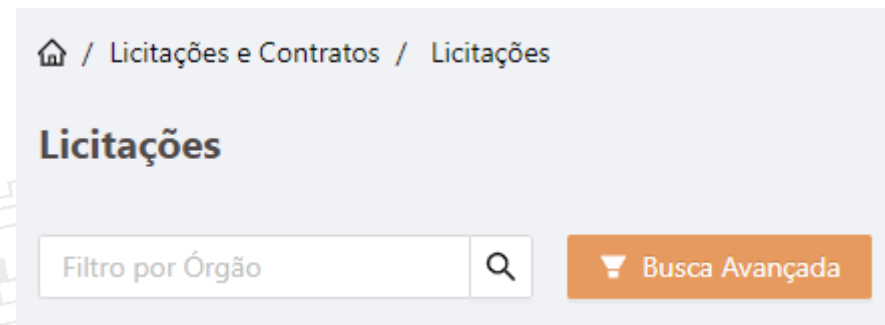 / Licitações e Contratos / Licitações
Licitações
Filtro por Órgão
Busca Avançada